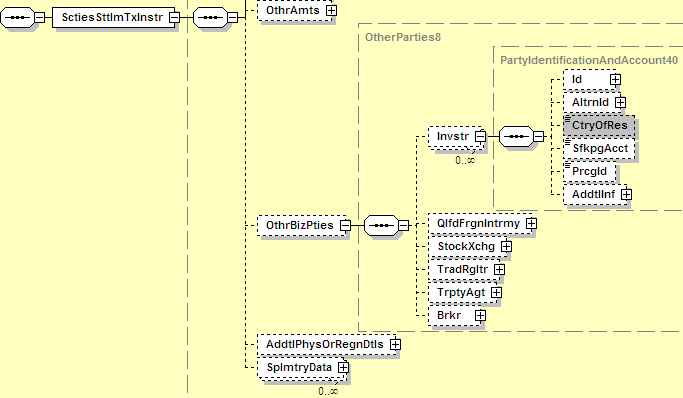 SctiesSttlmTxInstr
OthrAmts
OtherParties8
PartyIdentificationAndAccount40
Id
AltrnId
CtryOfRes
SfkpgAcct
PrcgId
AddtlInf
Invstr
0..∞
OthrBizPties
QlfdFrgnIntrmy
StockXchg
TradRgltr
TrptyAgt
Brkr
AddtlPhysOrRegnDtls
SplmtryData
0..∞